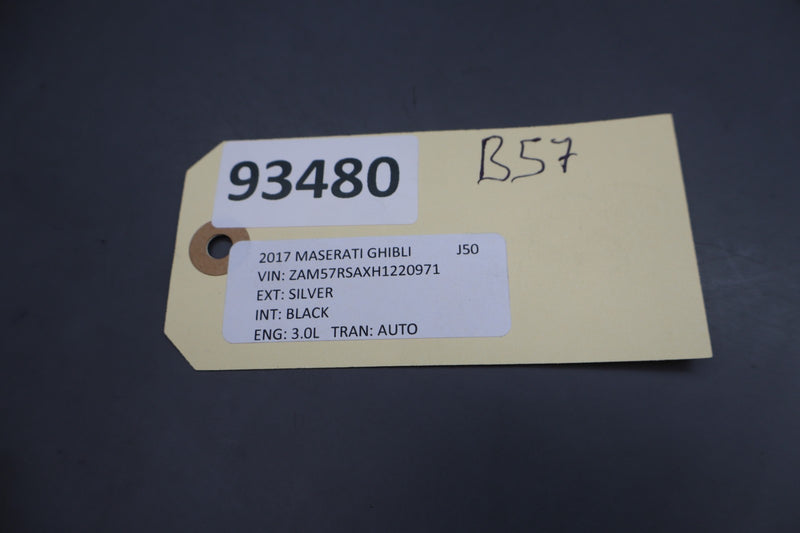 93480
B57
2017 MASERATI GHIBLI J50
VIN: ZAM57RSAXH1220971
EXT: SILVER
INT: BLACK
ENG: 3.0L TRAN: AUTO